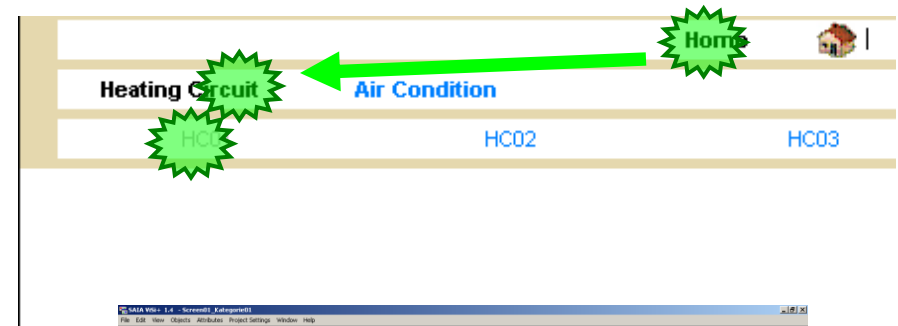 Home |
Heating Circuit Air Condition
HC02 HC03
SAIA ViSi+ 1.4 - Screen01_Kategorie01
File Edit View Objects Attributes Project Settings Window Help